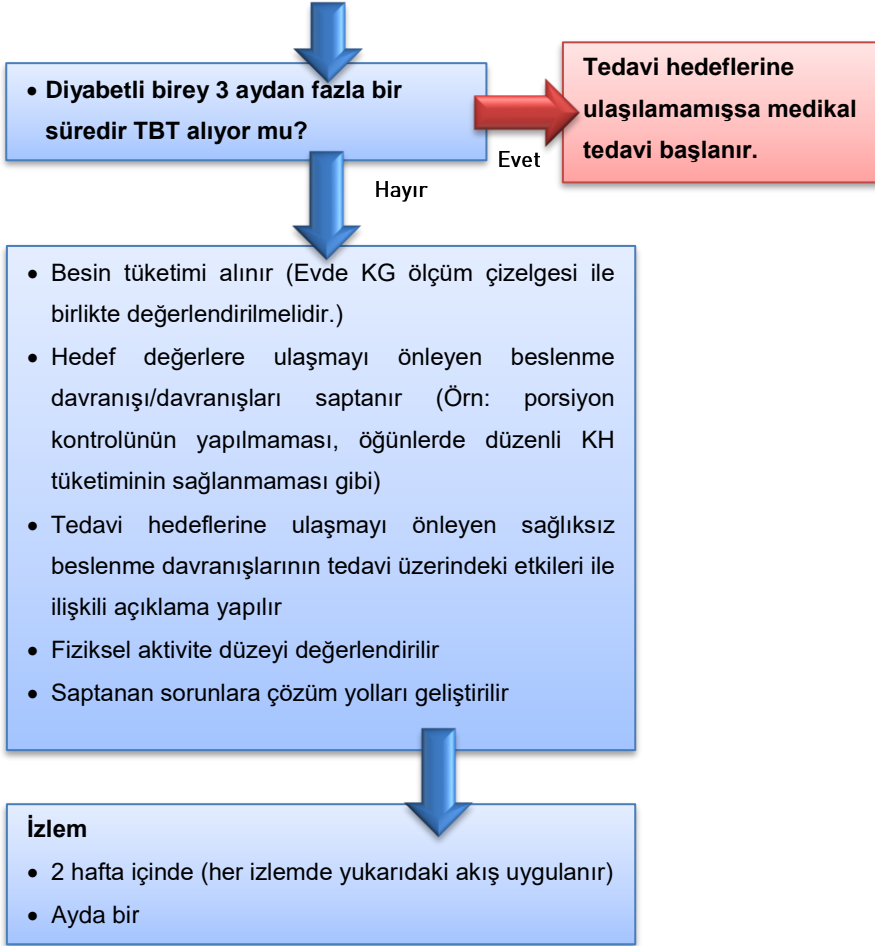 • Diyabetli birey 3 aydan fazla bir
süredir TBT alıyor mu?
Tedavi hedeflerine
ulaşılamamışsa medikal
tedavi başlanır.
Evet
Hayır
• Besin tüketimi alınır (Evde KG ölçüm çizelgesi ile
birlikte değerlendirilmelidir.)
• Hedef değerlere ulaşmayı önleyen beslenme
davranışı/davranışları saptanır (Örn: porsiyon
kontrolünün yapılmaması, öğünlerde düzenli KH
tüketiminin sağlanmaması gibi)
• Tedavi hedeflerine ulaşmayı önleyen sağlıksız
beslenme davranışlarının tedavi üzerindeki etkileri ile
ilişkili açıklama yapılır
• Fiziksel aktivite düzeyi değerlendirilir
• Saptanan sorunlara çözüm yolları geliştirilir
İzlem
• 2 hafta içinde (her izlemde yukarıdaki akış uygulanır)
• Ayda bir